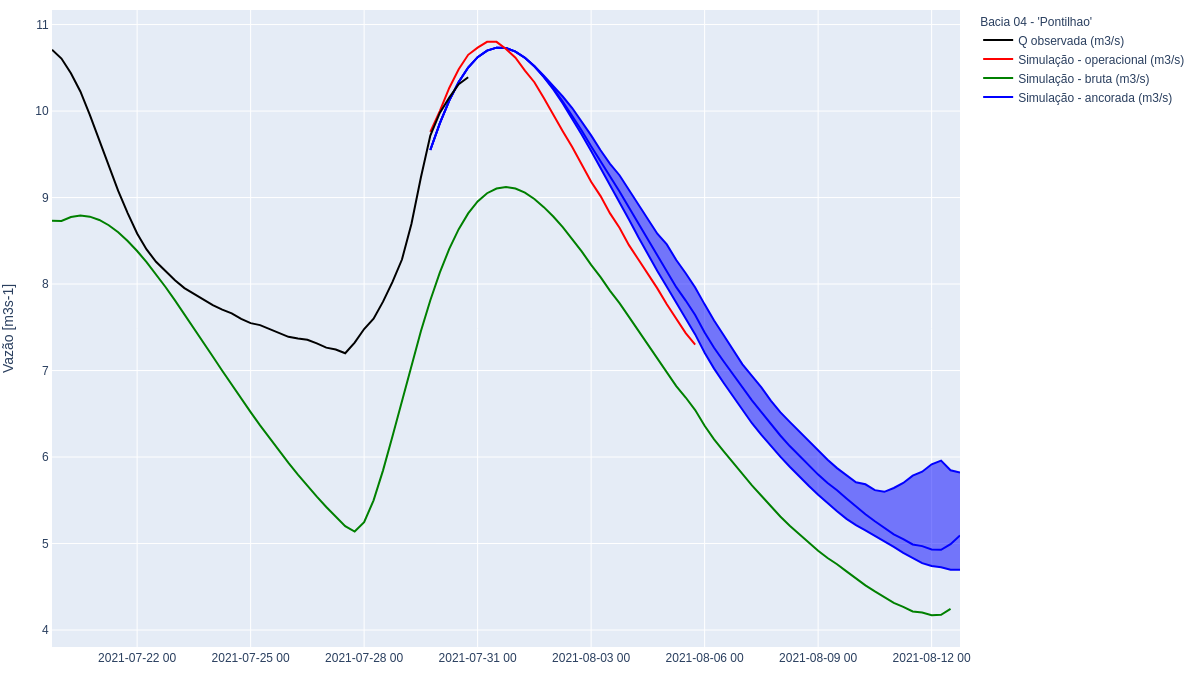 Bacia 04 - 'Pontilhao'
Q observada (m3/s)
Simulação - operacional (m3/s)
Simulação - bruta (m3/s)
Simulação - ancorada (m3/s)
Vazão [m3s-1]
11
10
9
8
7
6
5
4
2021-07-22 00
2021-07-25 00
2021-07-28 00
2021-07-31 00
2021-08-03 00
2021-08-06 00
2021-08-09 00
2021-08-12 00